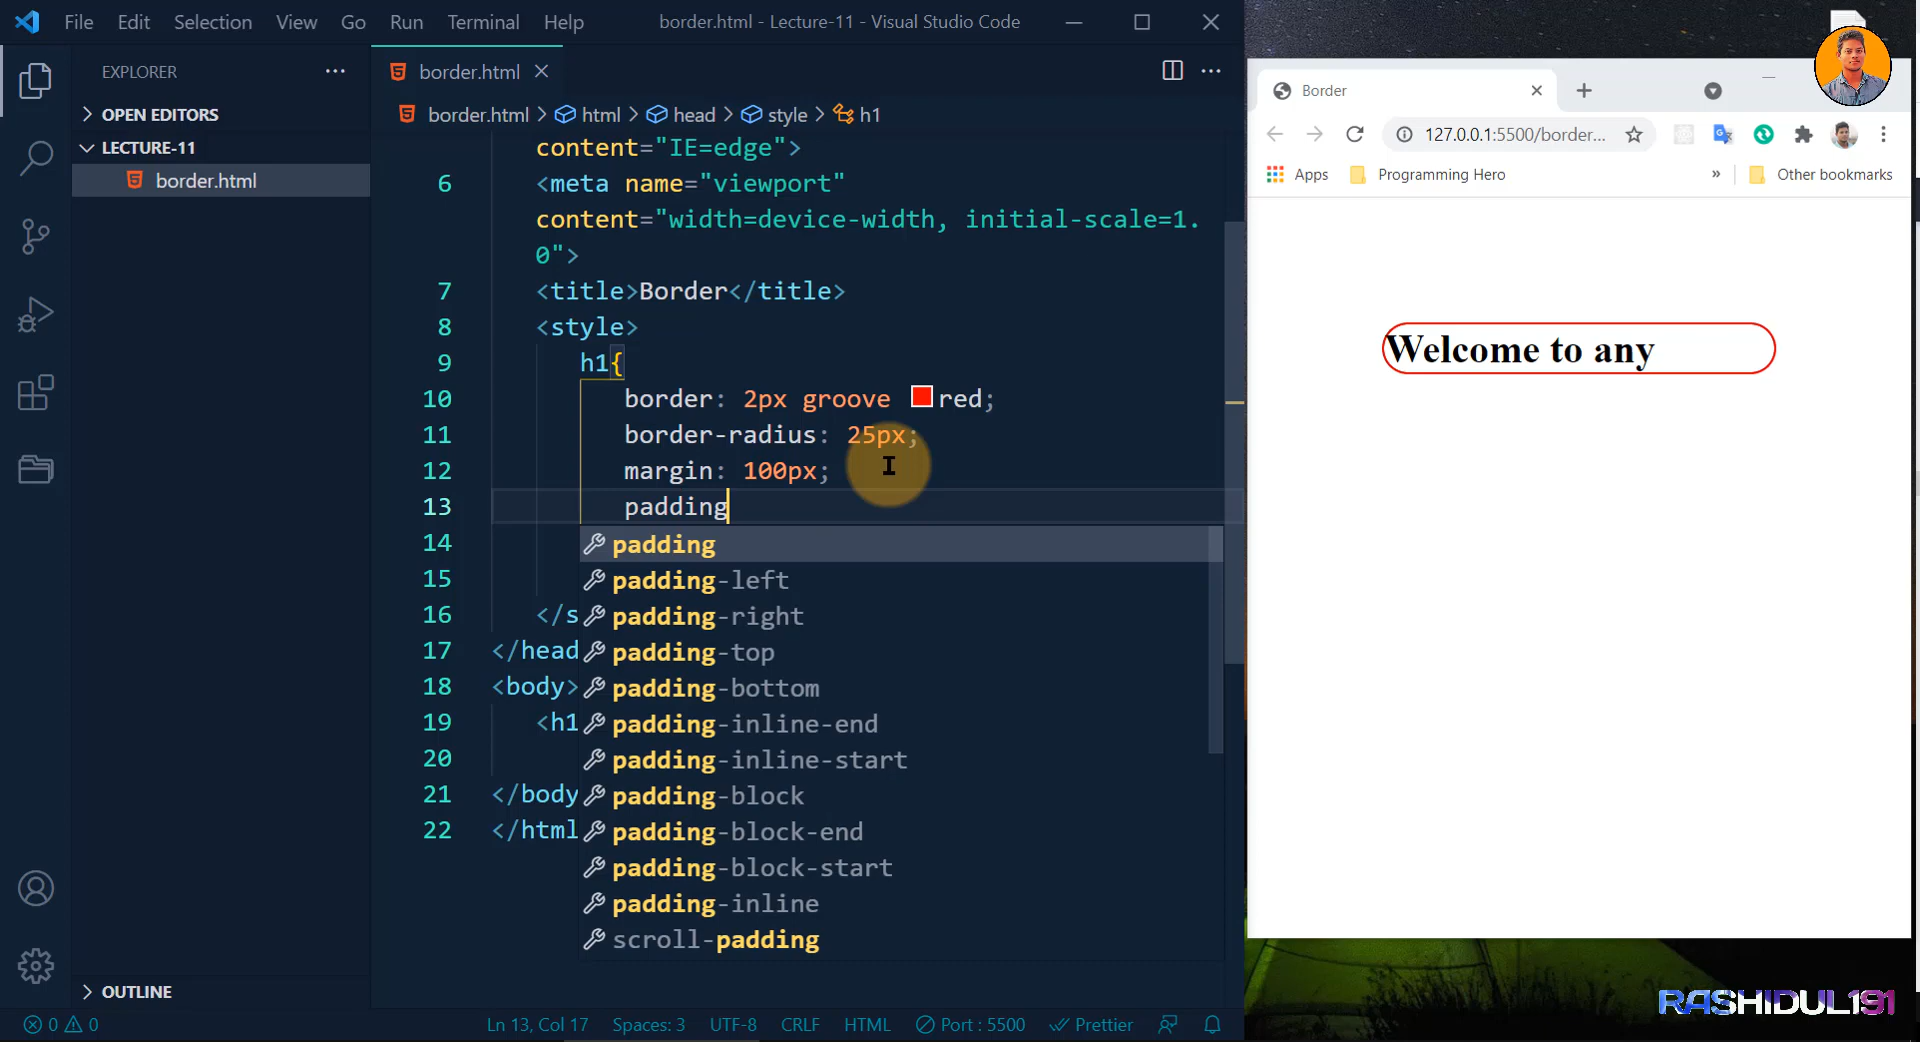 File Edit Selection View Go Run Terminal Help border.html - Lecture-11 - Visual Studio Code
EXPLORER
OPEN EDITORS
LECTURE-11
border.html
border.html
border.html > html > head > style > h1
content="IE=edge">
6 <meta name="viewport"
content="width=device-width, initial-scale=1.
0">
7 <title>Border</title>
8 <style>
9 h1{
10 border: 2px groove red;
11 border-radius: 25px;
12 margin: 100px;
13 padding
14
15
16 </s
17 </head
18 <body>
19 <h1
20
21 </body
22 </html
padding
padding-left
padding-right
padding-top
padding-bottom
padding-inline-end
padding-inline-start
padding-block
padding-block-end
padding-block-start
padding-inline
scroll-padding
OUTLINE
0 0 Ln 13, Col 17 Spaces: 3 UTF-8 CRLF HTML Port : 5500 Prettier
Border
127.0.0.1:5500/border...
Apps Programming Hero » Other bookmarks
Welcome to any
RASHIDUL191